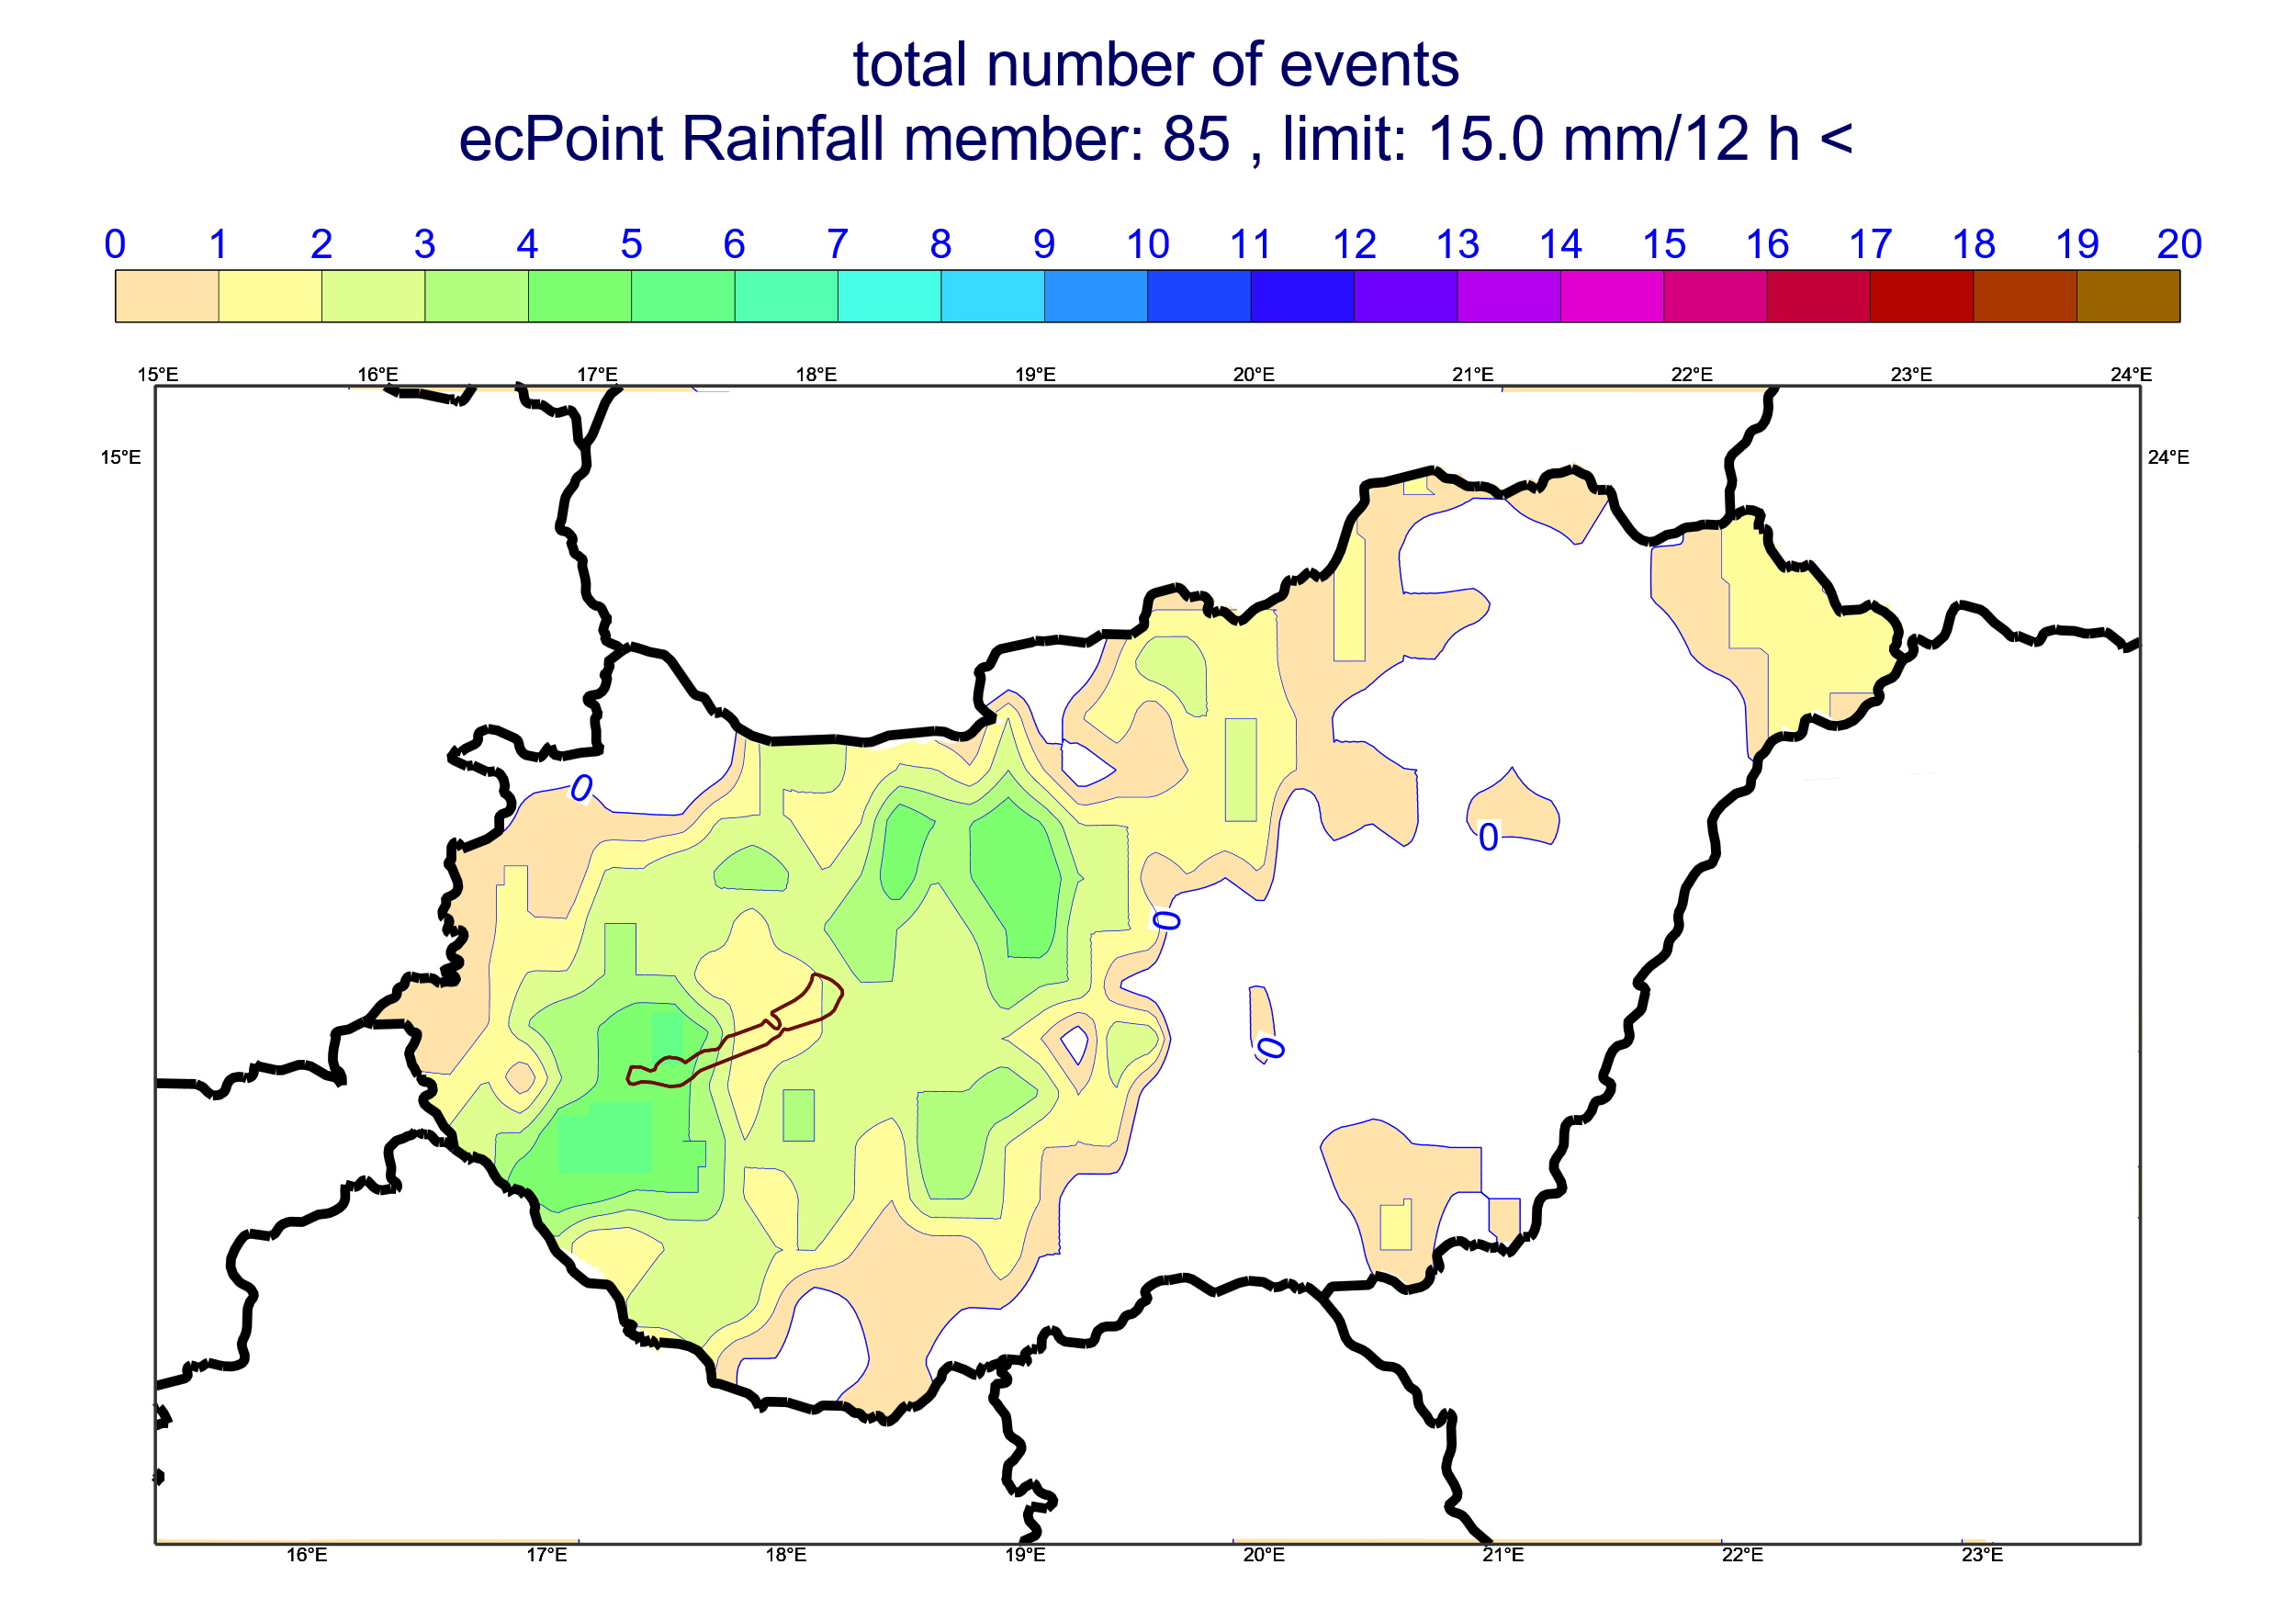 total number of events
ecPoint Rainfall member: 85 , limit: 15.0 mm/12 h <
0 1 2 3 4 5 6 7 8 9 10 11 12 13 14 15 16 17 18 19 20
15°E 16°E 17°E 18°E 19°E 20°E 21°E 22°E 23°E 24°E
15°E 24°E
0
0
0
0
16°E 17°E 18°E 19°E 20°E 21°E 22°E 23°E